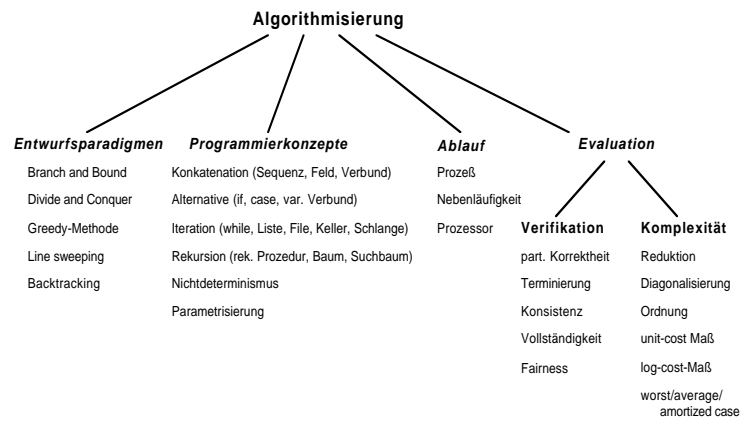 Algorithmisierung
Entwurfsparadigmen
Branch and Bound
Divide and Conquer
Greedy-Methode
Line sweeping
Backtracking
Programmierkonzepte
Konkatenation (Sequenz, Feld, Verbund)
Alternative (if, case, var. Verbund)
Iteration (while, Liste, File, Keller, Schlange)
Rekursion (rek. Prozedur, Baum, Suchbaum)
Nichtdeterminismus
Parametrisierung
Ablauf
Prozeß
Nebenläufigkeit
Prozessor
Evaluation
Verifikation
part. Korrektheit
Terminierung
Konsistenz
Vollständigkeit
Fairness
Komplexität
Reduktion
Diagonalisierung
Ordnung
unit-cost Maß
log-cost-Maß
worst/average/
amortized case